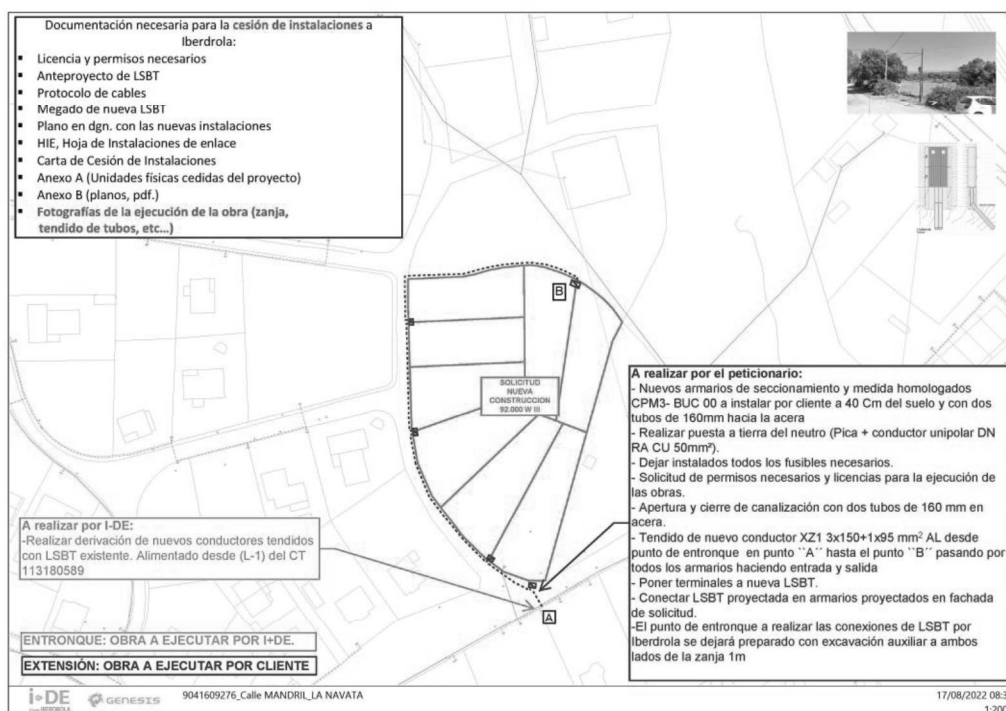 Documentación necesaria para la cesión de instalaciones a
Iberdrola:
▪ Licencia y permisos necesarios
▪ Anteproyecto de LSBT
▪ Protocolo de cables
▪ Megado de nueva LSBT
▪ Plano en dgn. con las nuevas instalaciones
▪ HIE, Hoja de Instalaciones de enlace
▪ Carta de Cesión de Instalaciones
▪ Anexo A (Unidades físicas cedidas del proyecto)
▪ Anexo B (planos, pdf.)
▪ Fotografías de la ejecución de la obra (zanja,
tendido de tubos, etc...)
B
SOLICITUD
NUEVA
CONSTRUCCION
92.000 W III
A realizar por el peticionario:
- Nuevos armarios de seccionamiento y medida homologados
CPM3- BUC 00 a instalar por cliente a 40 Cm del suelo y con dos
tubos de 160mm hacia la acera
- Realizar puesta a tierra del neutro (Pica + conductor unipolar DN
RA CU 50mm²).
- Dejar instalados todos los fusibles necesarios.
- Solicitud de permisos necesarios y licencias para la ejecución de
las obras.
- Apertura y cierre de canalización con dos tubos de 160 mm en
acera.
- Tendido de nuevo conductor XZ1 3x150+1x95 mm² AL desde
punto de entronque en punto ``A´´ hasta el punto ``B´´ pasando por
todos los armarios haciendo entrada y salida
- Poner terminales a nueva LSBT.
- Conectar LSBT proyectada en armarios proyectados en fachada
de solicitud.
-El punto de entronque a realizar las conexiones de LSBT por
Iberdrola se dejará preparado con excavación auxiliar a ambos
lados de la zanja 1m
A realizar por I-DE:
-Realizar derivación de nuevos conductores tendidos
con LSBT existente. Alimentado desde (L-1) del CT
113180589
A
ENTRONQUE: OBRA A EJECUTAR POR I+DE.
EXTENSIÓN: OBRA A EJECUTAR POR CLIENTE
i-DE
GENESIS
9041609276_Calle MANDRIL_LA NAVATA
17/08/2022 08:3
1:200